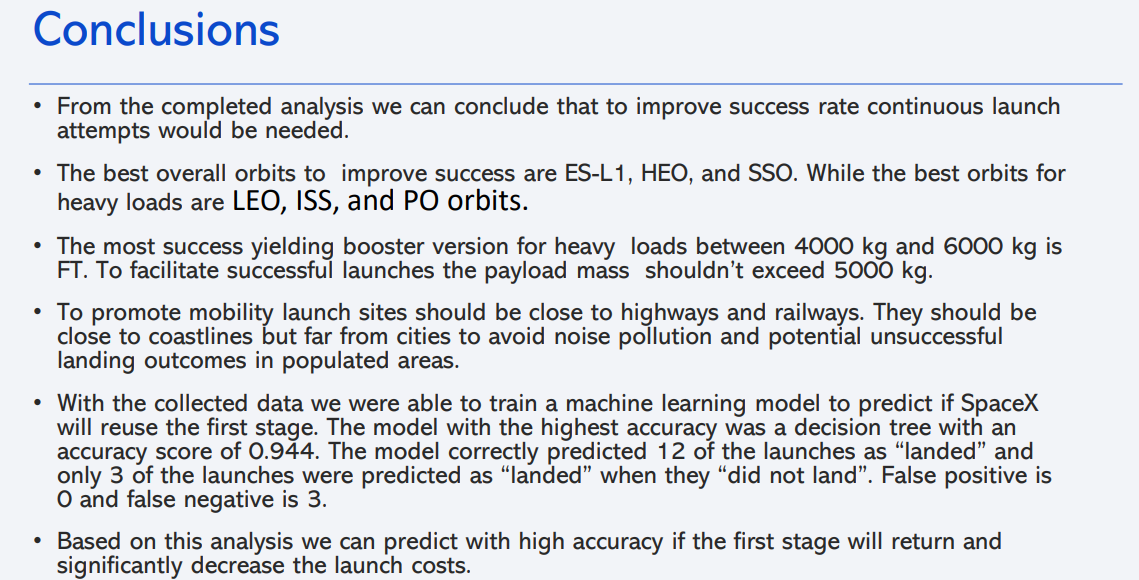 Conclusions
• From the completed analysis we can conclude that to improve success rate continuous launch
attempts would be needed.
• The best overall orbits to improve success are ES-L1, HEO, and SSO. While the best orbits for
heavy loads are LEO, ISS, and PO orbits.
• The most success yielding booster version for heavy loads between 4000 kg and 6000 kg is
FT. To facilitate successful launches the payload mass shouldn’t exceed 5000 kg.
• To promote mobility launch sites should be close to highways and railways. They should be
close to coastlines but far from cities to avoid noise pollution and potential unsuccessful
landing outcomes in populated areas.
• With the collected data we were able to train a machine learning model to predict if SpaceX
will reuse the first stage. The model with the highest accuracy was a decision tree with an
accuracy score of 0.944. The model correctly predicted 12 of the launches as “landed” and
only 3 of the launches were predicted as “landed” when they “did not land”. False positive is
0 and false negative is 3.
• Based on this analysis we can predict with high accuracy if the first stage will return and
significantly decrease the launch costs.